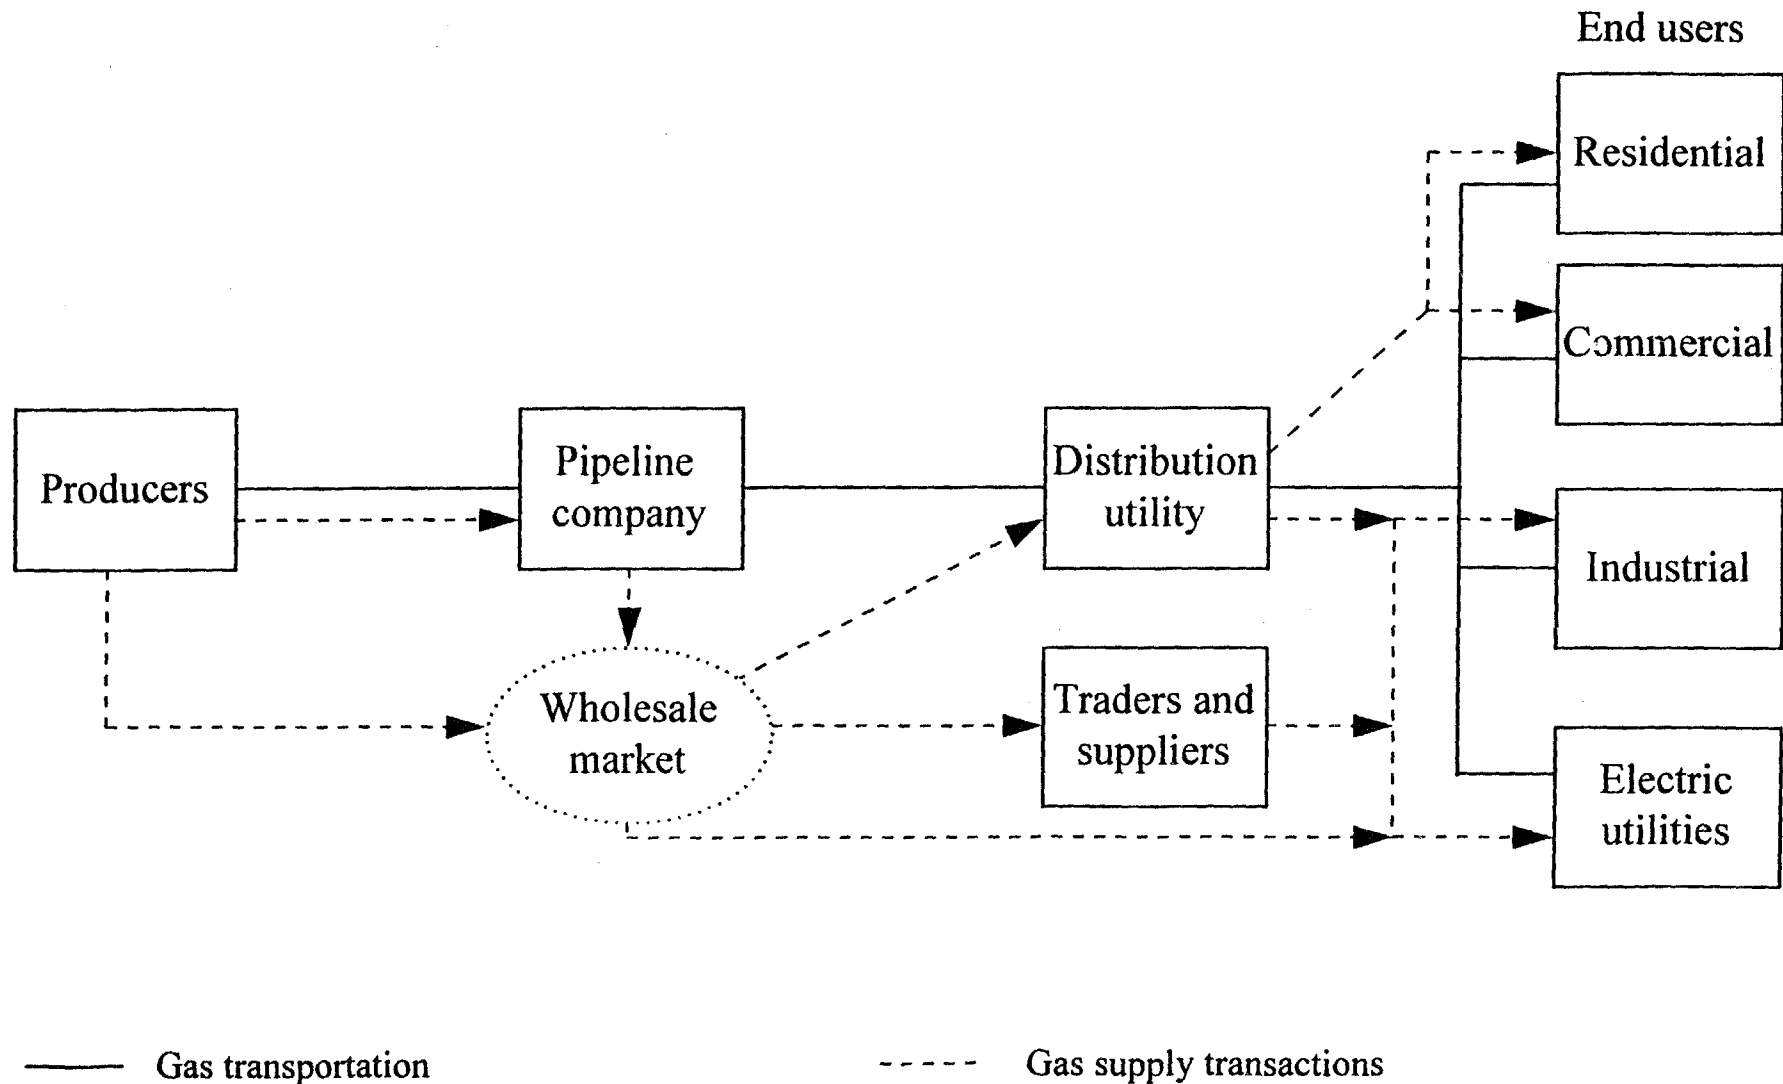 End users
Residential
Commercial
Producers
Pipeline
company
Distribution
utility
Industrial
Wholesale
market
Traders and
suppliers
Electric
utilities
Gas transportation
Gas supply transactions